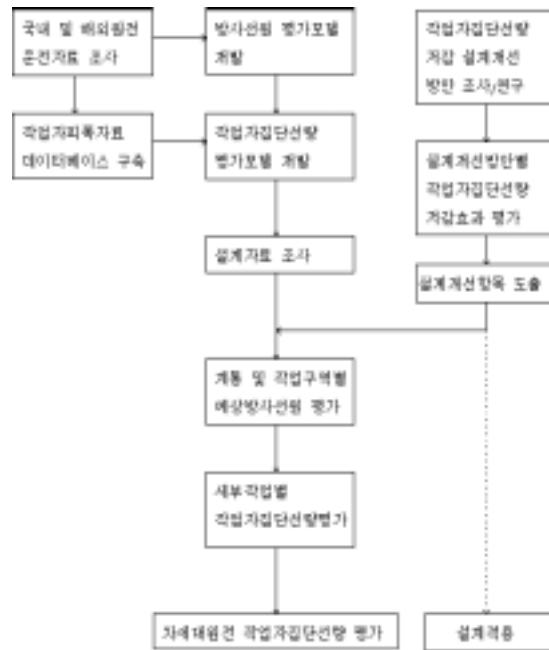 국내 및 해외원전
운전자료 조사
방사선원 평가모델
개발
작업자집단선량
저감 설계개선
방안 조사/연구
작업자피폭자료
데이터베이스 구축
작업자집단선량
평가모델 개발
설계개선방안별
작업자집단선량
저감효과 평가
설계자료 조사
설계개선항목 도출
계통 및 작업구역별
예상방사선원 평가
세부작업별
작업자집단선량평가
차세대원전 작업자집단선량 평가
설계적용